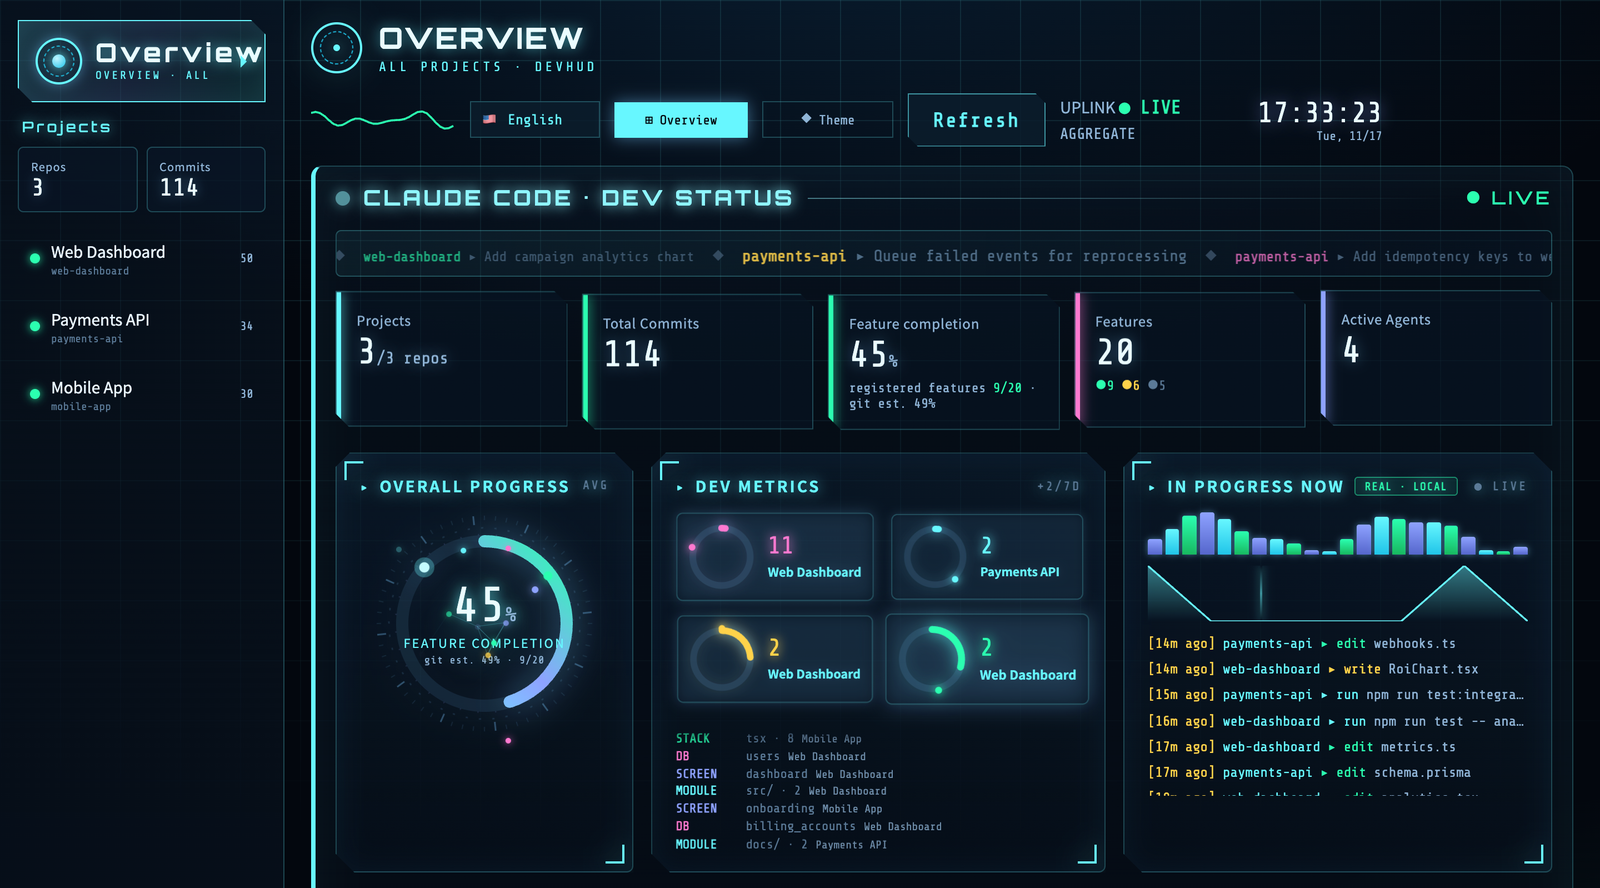 Overview
OVERVIEW · ALL
Projects
Repos
3
Commits
114
Web Dashboard
web-dashboard
50
Payments API
payments-api
34
Mobile App
mobile-app
30
OVERVIEW
ALL PROJECTS · DEVHUD
English
Overview
Theme
Refresh
UPLINK LIVE
AGGREGATE
17:33:23
Tue, 11/17
CLAUDE CODE · DEV STATUS
LIVE
web-dashboard ▸ Add campaign analytics chart ◆ payments-api ▸ Queue failed events for reprocessing ◆ payments-api ▸ Add idempotency keys to
Projects
3/3 repos
Total Commits
114
Feature completion
45%
registered features 9/20 ·
git est. 49%
Features
20
9 6 5
Active Agents
4
OVERALL PROGRESS AVG
45%
FEATURE COMPLETION
git est. 49% · 9/20
DEV METRICS +2/7D
11
Web Dashboard
2
Payments API
2
Web Dashboard
2
Web Dashboard
STACK tsx · 8 Mobile App
DB users Web Dashboard
SCREEN dashboard Web Dashboard
MODULE src/ · 2 Web Dashboard
SCREEN onboarding Mobile App
DB billing_accounts Web Dashboard
MODULE docs/ · 2 Payments API
IN PROGRESS NOW REAL · LOCAL LIVE
[14m ago] payments-api ▸ edit webhooks.ts
[14m ago] web-dashboard ▸ write RoiChart.tsx
[15m ago] payments-api ▸ run npm run test:integra…
[16m ago] web-dashboard ▸ run npm run test -- ana…
[17m ago] web-dashboard ▸ edit metrics.ts
[17m ago] payments-api ▸ edit schema.prisma